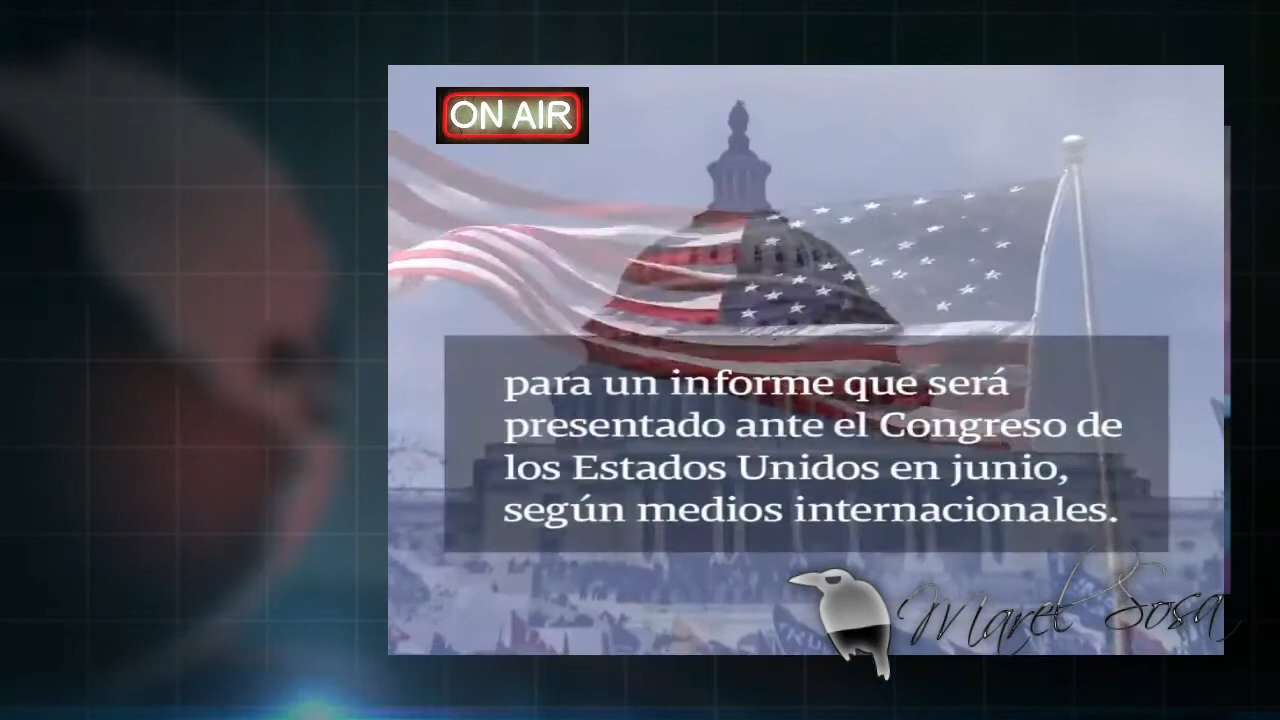 ON AIR
para un informe que será
presentado ante el Congreso de
los Estados Unidos en junio,
según medios internacionales.
Marel Sosa